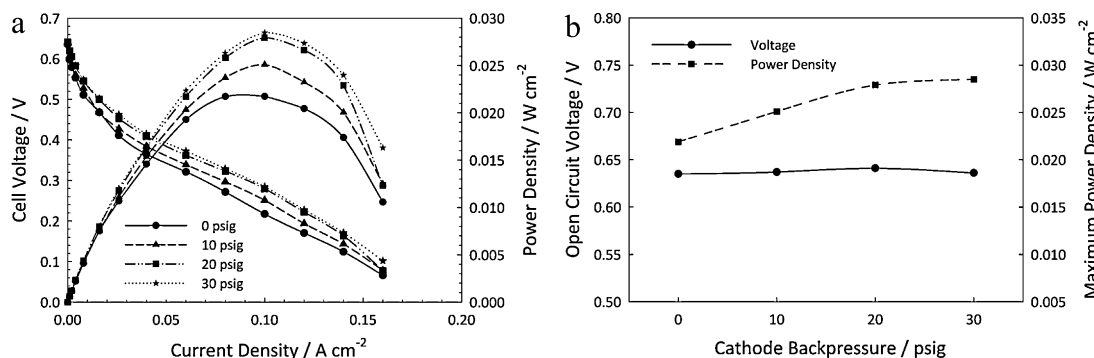 a
0.7
0.6
0.5
0.4
0.3
0.2
0.1
0.0
Cell Voltage / V
0.030
0.025
0.020
0.015
0.010
0.005
0.000
Power Density / W cm-2
0 psig
10 psig
20 psig
30 psig
0.00 0.05 0.10 0.15 0.20
Current Density / A cm-2
b
0.80
0.75
0.70
0.65
0.60
0.55
0.50
Open Circuit Voltage / V
0.035
0.030
0.025
0.020
0.015
0.010
0.005
Maximum Power Density / W cm-2
Voltage
Power Density
0 10 20 30
Cathode Backpressure / psig